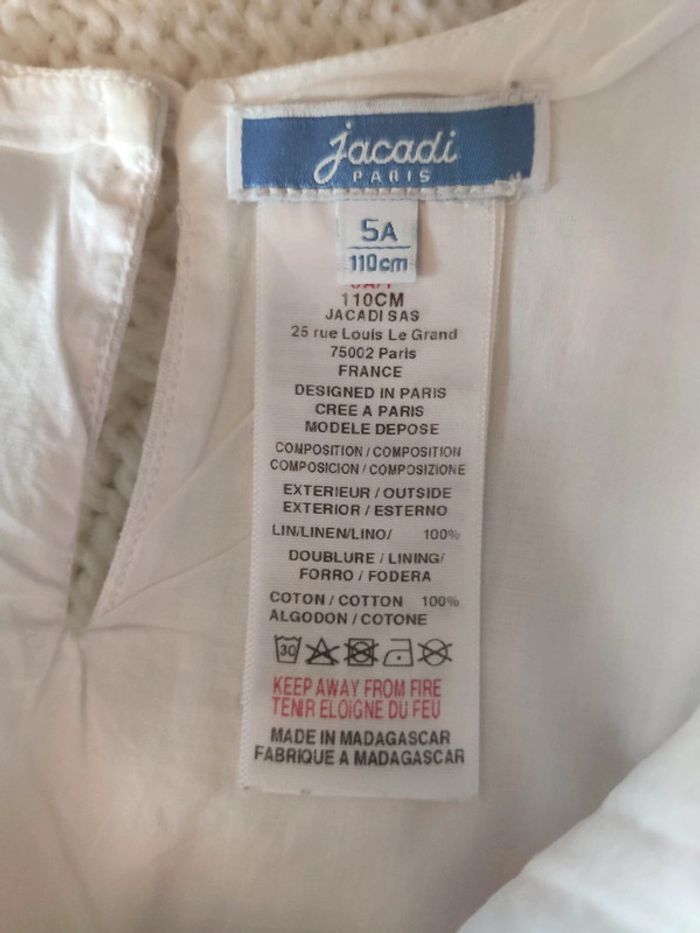 jacadi
PARIS
5A
110cm
110CM
JACADI SAS
25 rue Louis Le Grand
75002 Paris
FRANCE
DESIGNED IN PARIS
CREE A PARIS
MODELE DEPOSE
COMPOSITION / COMPOSITION
COMPOSICION / COMPOSIZIONE
EXTERIEUR / OUTSIDE
EXTERIOR / ESTERNO
LIN/LINEN/LINO/ 100%
DOUBLURE / LINING/
FORRO / FODERA
COTON / COTTON 100%
ALGODON / COTONE
30
KEEP AWAY FROM FIRE
TENIR ELOIGNE DU FEU
MADE IN MADAGASCAR
FABRIQUE A MADAGASCAR